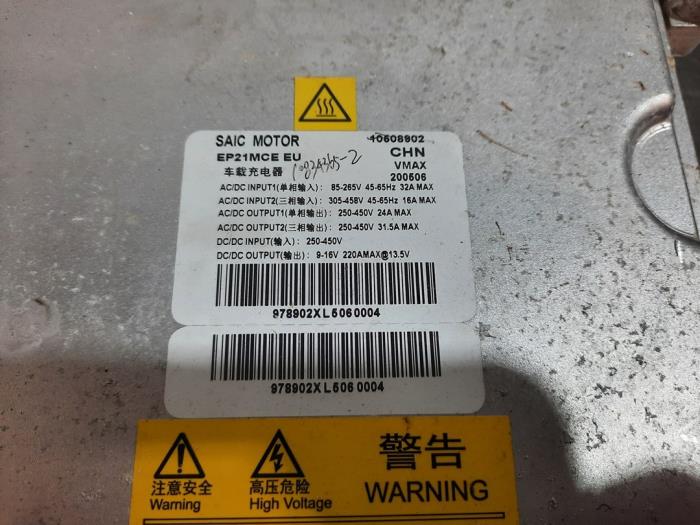 SAIC MOTOR 10608902
EP21MCE EU CHN
车载充电器 10824365-2 VMAX
200506
AC/DC INPUT1(单相输入): 85-265V 45-65Hz 32A MAX
AC/DC INPUT2(三相输入): 305-458V 45-65Hz 16A MAX
AC/DC OUTPUT1(单相输出): 250-450V 24A MAX
AC/DC OUTPUT2(三相输出): 250-450V 31.5A MAX
DC/DC INPUT(输入): 250-450V
DC/DC OUTPUT(输出): 9-16V 220AMAX@13.5V
978902XL5060004
978902XL5060004
注意安全 高压危险 警告
Warning High Voltage WARNING